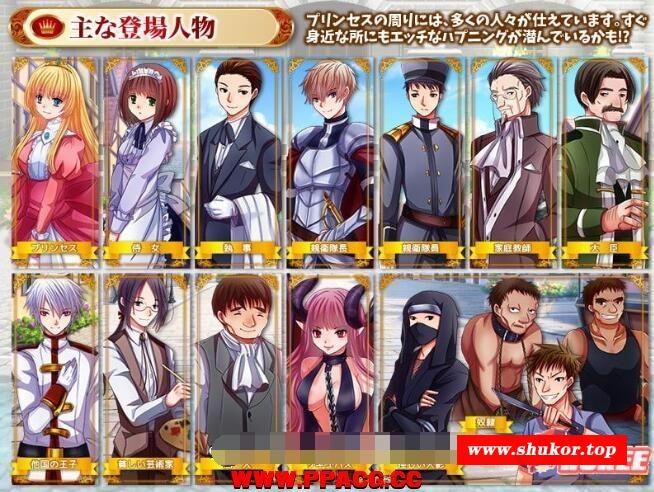 主な登場人物
プリンセスの周りには、多くの人々が仕えています。すぐ
身近な所にもエッチなハプニングが潜んでいるかも!?
プリンセス
侍女
執事
親衛隊長
親衛隊員
家庭教師
大臣
他国の王子
貧しい芸術家
奴隷
www.shukor.top
WWW.PPACG.CC